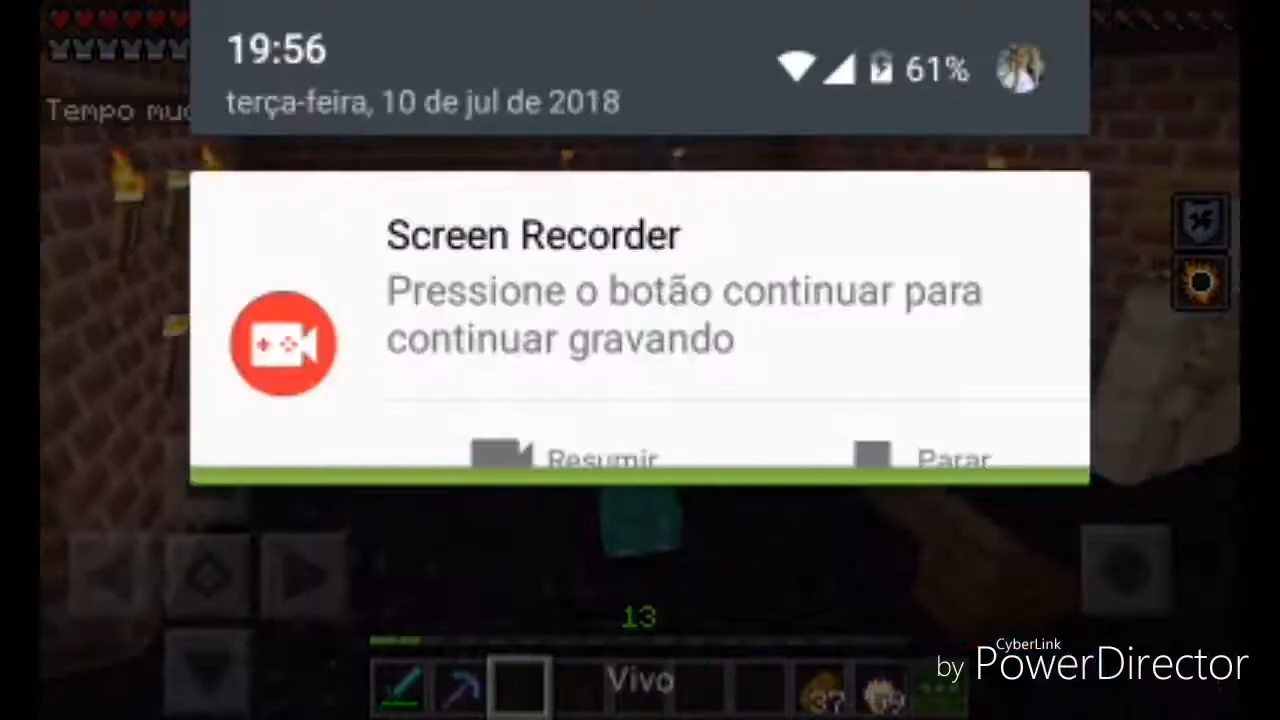 19:56
61%
terça-feira, 10 de jul de 2018
Tempo
Screen Recorder
Pressione o botão continuar para
continuar gravando
Resumir
Parar
13
Vivo
37
CyberLink
by PowerDirector